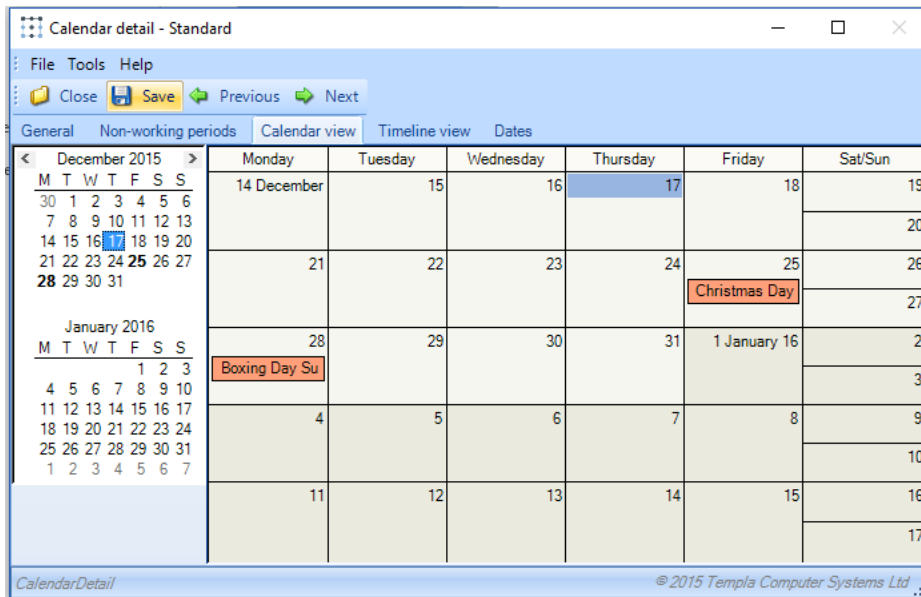 Calendar detail - Standard
File Tools Help
Close Save Previous Next
General Non-working periods Calendar view Timeline view Dates
< December 2015 >
M T W T F S S
30 1 2 3 4 5 6
7 8 9 10 11 12 13
14 15 16 17 18 19 20
21 22 23 24 25 26 27
28 29 30 31
January 2016
M T W T F S S
1 2 3
4 5 6 7 8 9 10
11 12 13 14 15 16 17
18 19 20 21 22 23 24
25 26 27 28 29 30 31
1 2 3 4 5 6 7
Monday Tuesday Wednesday Thursday Friday Sat/Sun
14 December 15 16 17 18 19
20
21 22 23 24 25 26
Christmas Day
27
28 29 30 31 1 January 16 2
Boxing Day Su
3
4 5 6 7 8 9
10
11 12 13 14 15 16
17
CalendarDetail © 2015 Templa Computer Systems Ltd